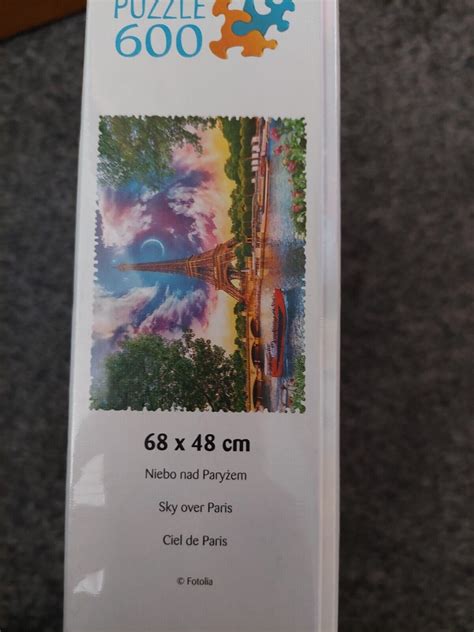 PUZZLE
600
68 x 48 cm
Niebo nad Paryżem
Sky over Paris
Ciel de Paris
© Fotolia